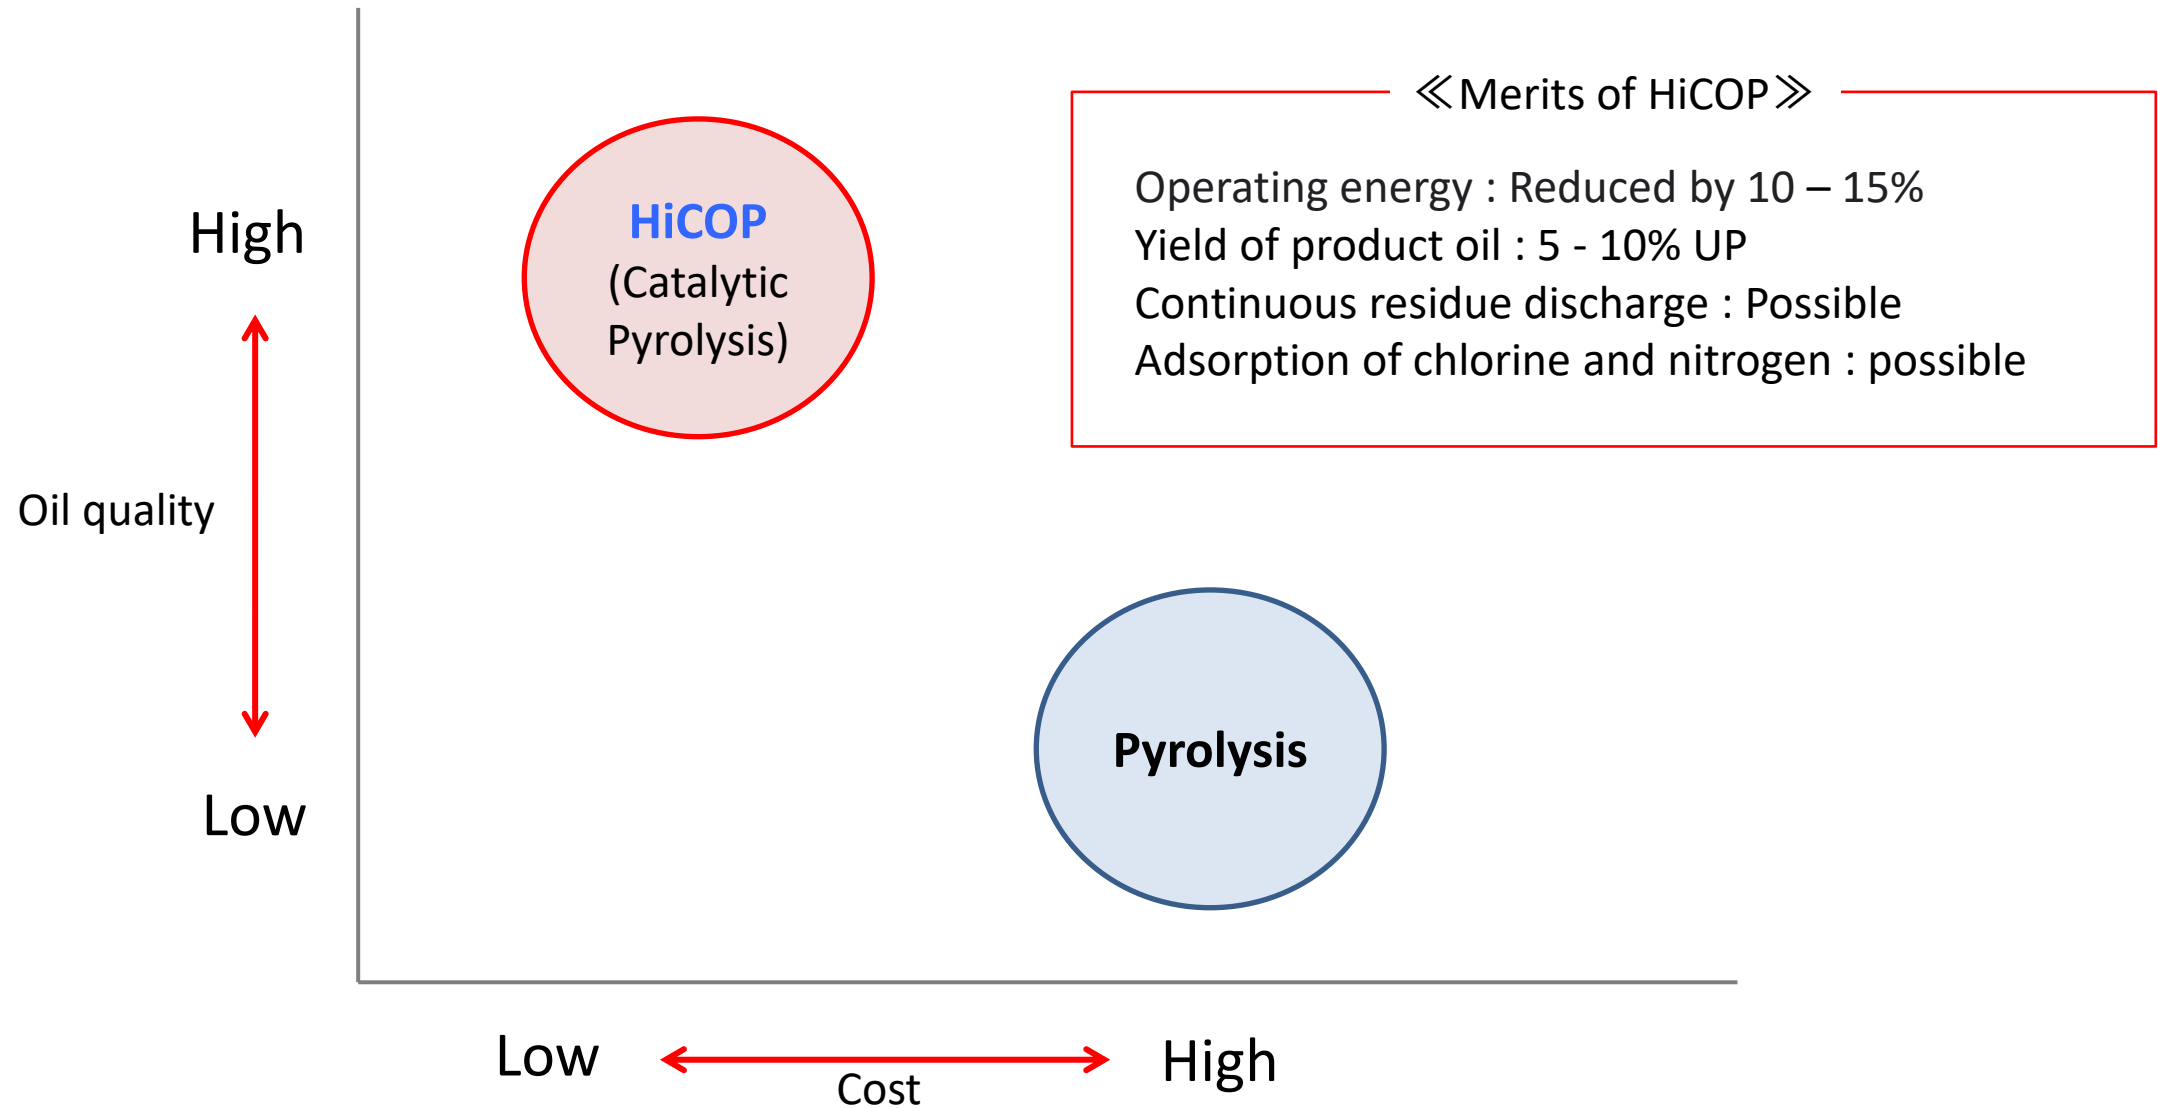 ≪Merits of HiCOP≫
Operating energy : Reduced by 10 – 15%
Yield of product oil : 5 - 10% UP
Continuous residue discharge : Possible
Adsorption of chlorine and nitrogen : possible
HiCOP
(Catalytic
Pyrolysis)
High
Oil quality
Low
Pyrolysis
Low
High
Cost